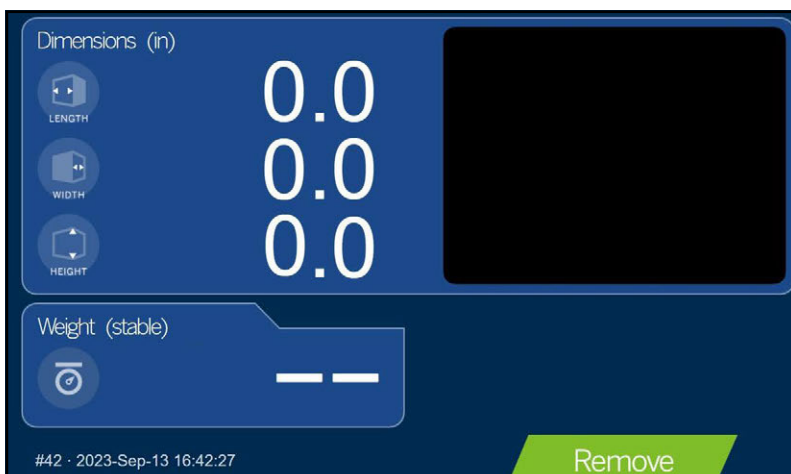 Dimensions (in)
LENGTH
0.0
WIDTH
0.0
HEIGHT
0.0
Weight (stable)
——
#42 · 2023-Sep-13 16:42:27
Remove